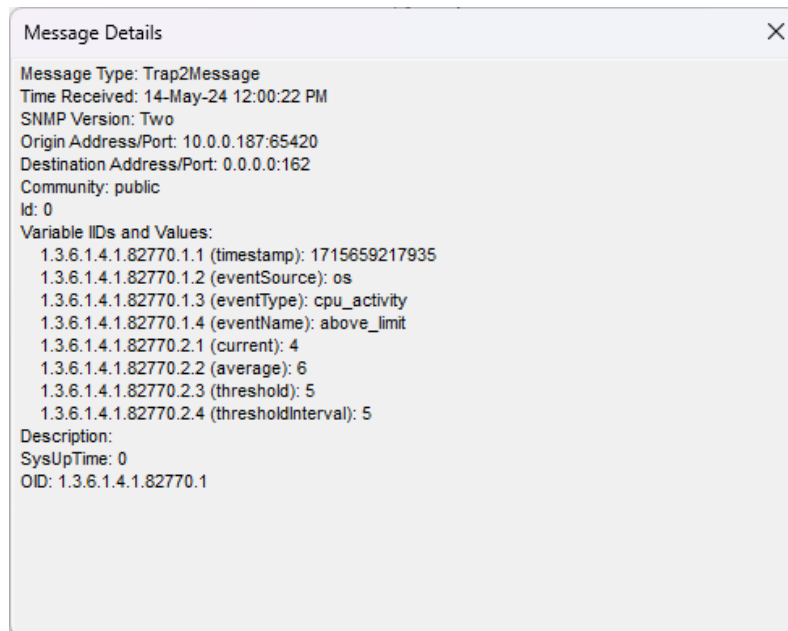 Message Details
Message Type: Trap2Message
Time Received: 14-May-24 12:00:22 PM
SNMP Version: Two
Origin Address/Port: 10.0.0.187:65420
Destination Address/Port: 0.0.0.0:162
Community: public
Id: 0
Variable IIDs and Values:
1.3.6.1.4.1.82770.1.1 (timestamp): 1715659217935
1.3.6.1.4.1.82770.1.2 (eventSource): os
1.3.6.1.4.1.82770.1.3 (eventType): cpu_activity
1.3.6.1.4.1.82770.1.4 (eventName): above_limit
1.3.6.1.4.1.82770.2.1 (current): 4
1.3.6.1.4.1.82770.2.2 (average): 6
1.3.6.1.4.1.82770.2.3 (threshold): 5
1.3.6.1.4.1.82770.2.4 (thresholdInterval): 5
Description:
SysUpTime: 0
OID: 1.3.6.1.4.1.82770.1